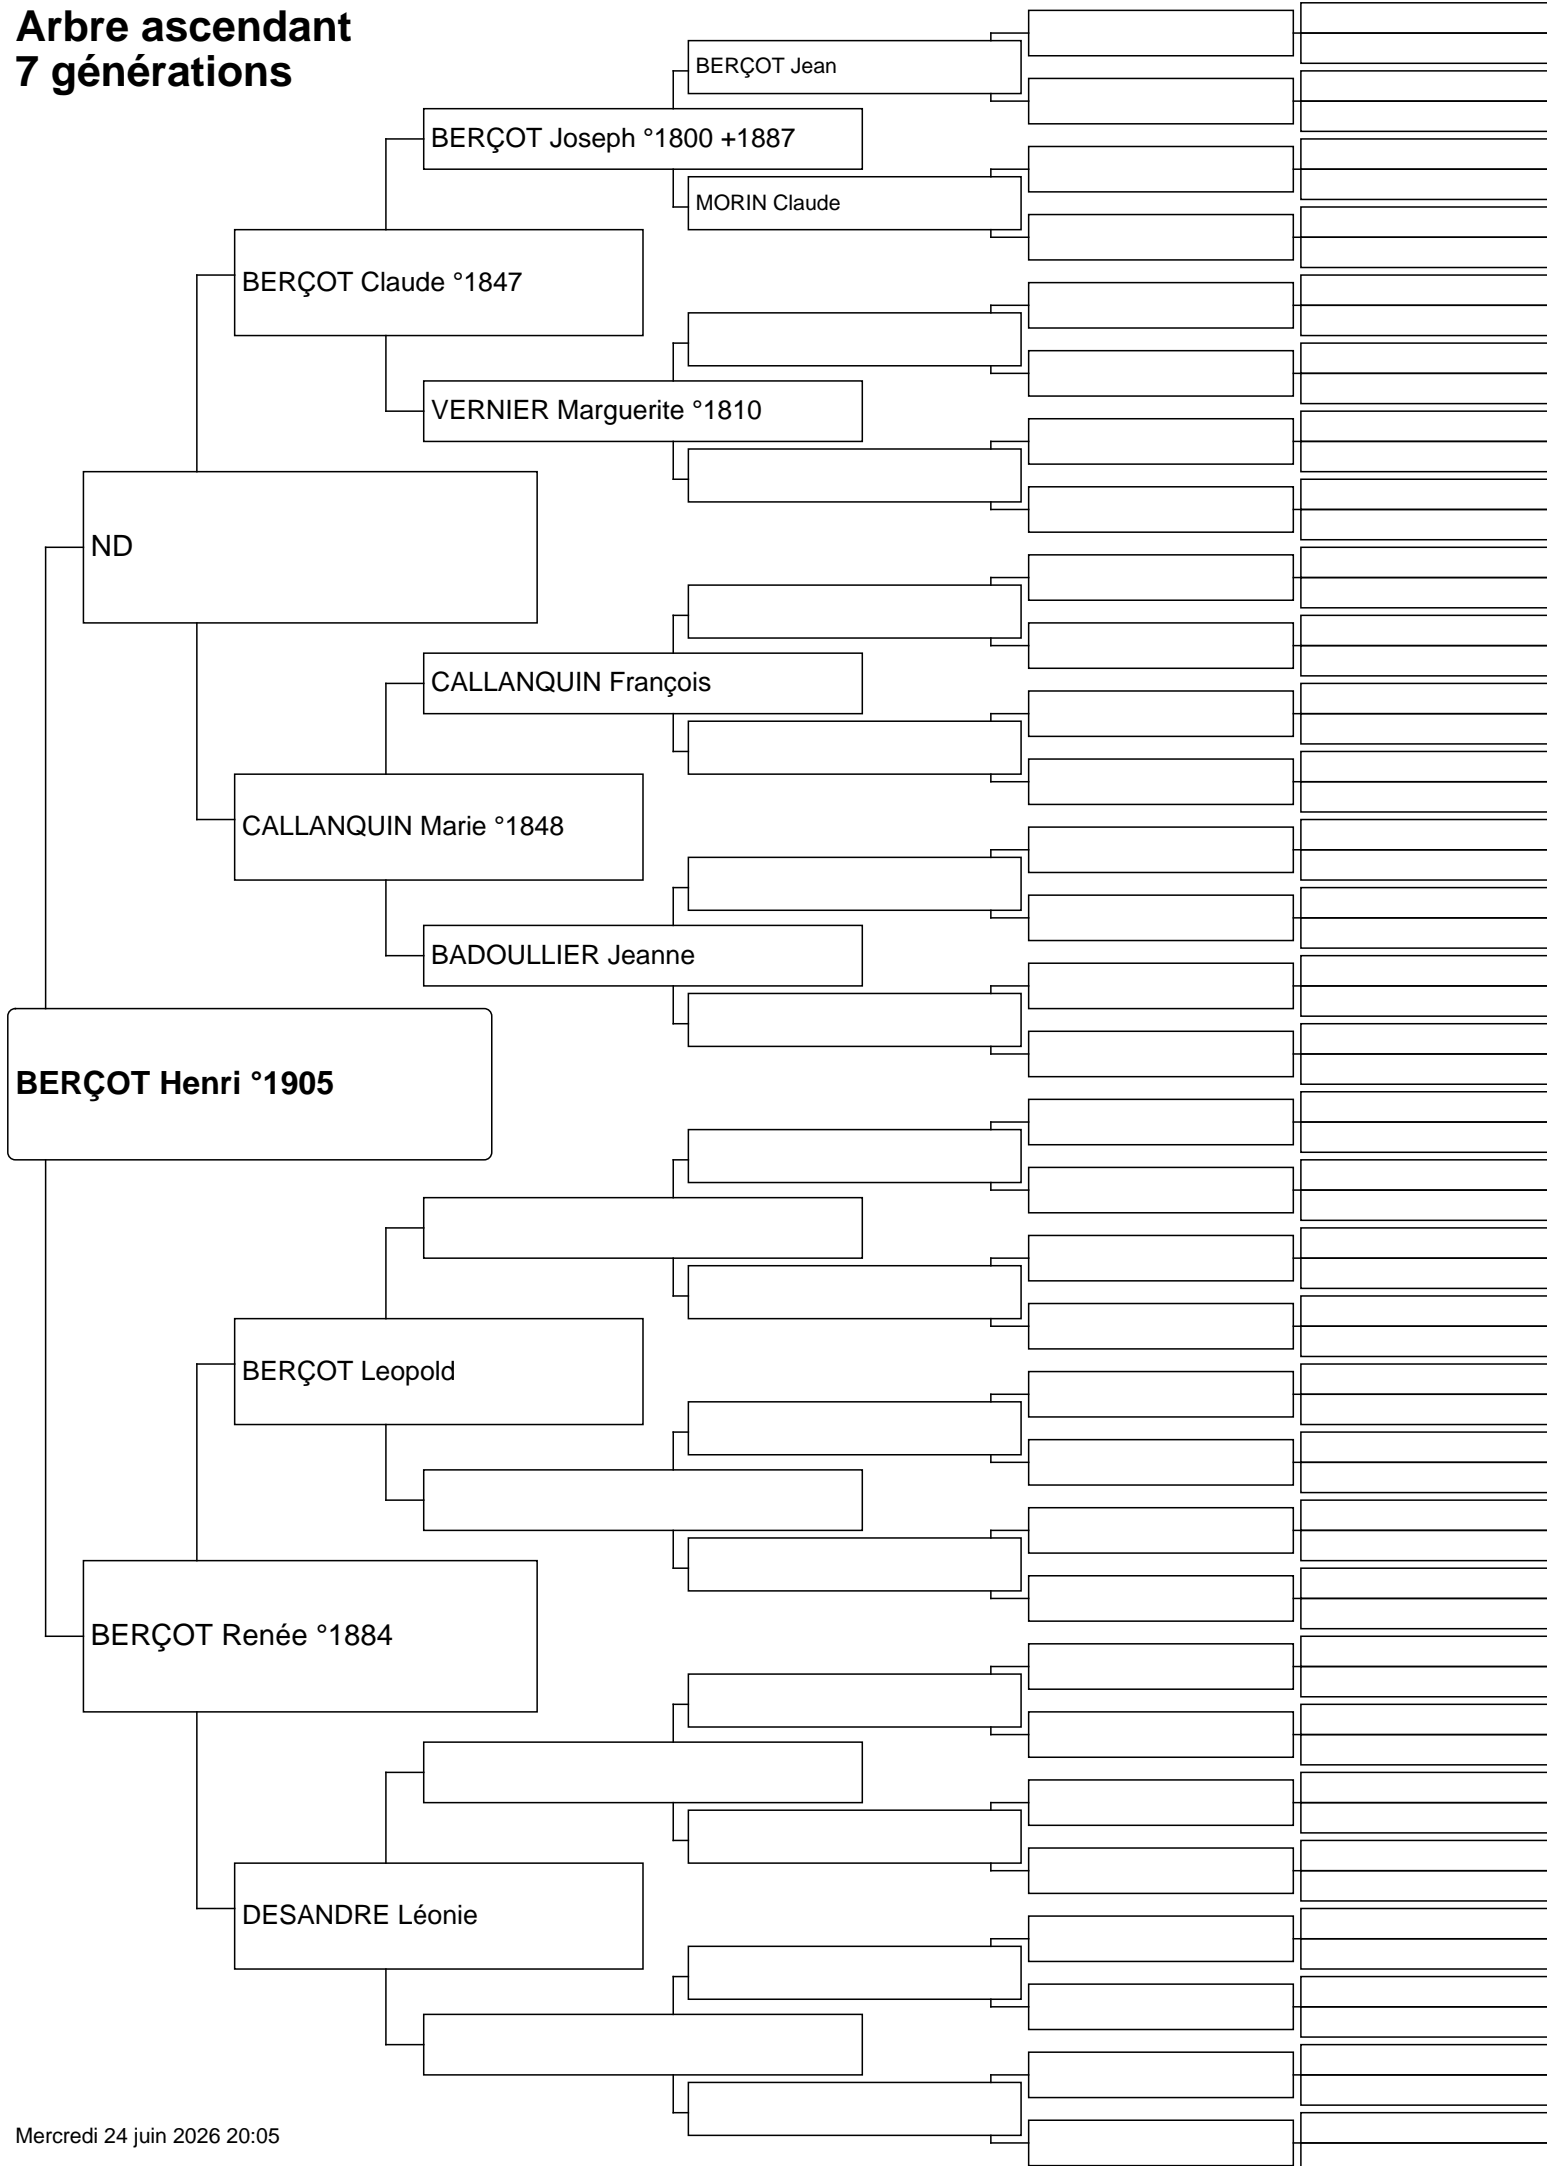 Arbre ascendant
7 générations
BERÇOT Jean
BERÇOT Joseph °1800 +1887
MORIN Claude
BERÇOT Claude °1847
VERNIER Marguerite °1810
ND
CALLANQUIN François
CALLANQUIN Marie °1848
BADOULLIER Jeanne
BERÇOT Henri °1905
BERÇOT Leopold
BERÇOT Renée °1884
DESANDRE Léonie
Mercredi 24 juin 2026 20:05